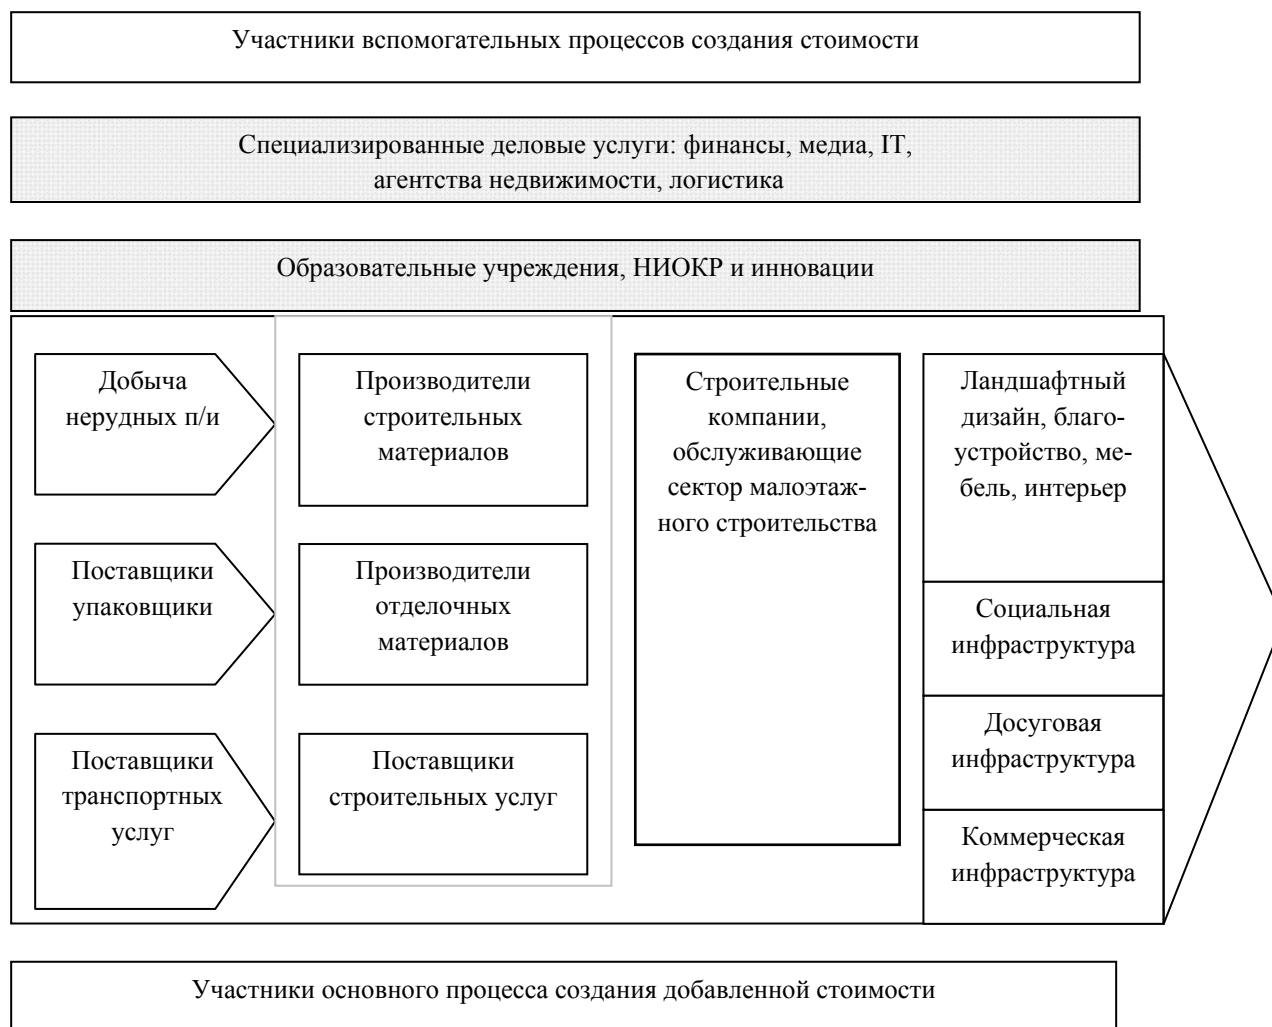 Участники вспомогательных процессов создания стоимости
Специализированные деловые услуги: финансы, медиа, IT,
агентства недвижимости, логистика
Образовательные учреждения, НИОКР и инновации
Добыча
нерудных п/и
Производители
строительных
материалов
Строительные
компании,
обслуживающие
сектор малоэтаж-
ного строительства
Ландшафтный
дизайн, благо-
устройство, ме-
бель, интерьер
Поставщики
упаковщики
Производители
отделочных
материалов
Социальная
инфраструктура
Поставщики
транспортных
услуг
Поставщики
строительных услуг
Досуговая
инфраструктура
Коммерческая
инфраструктура
Участники основного процесса создания добавленной стоимости